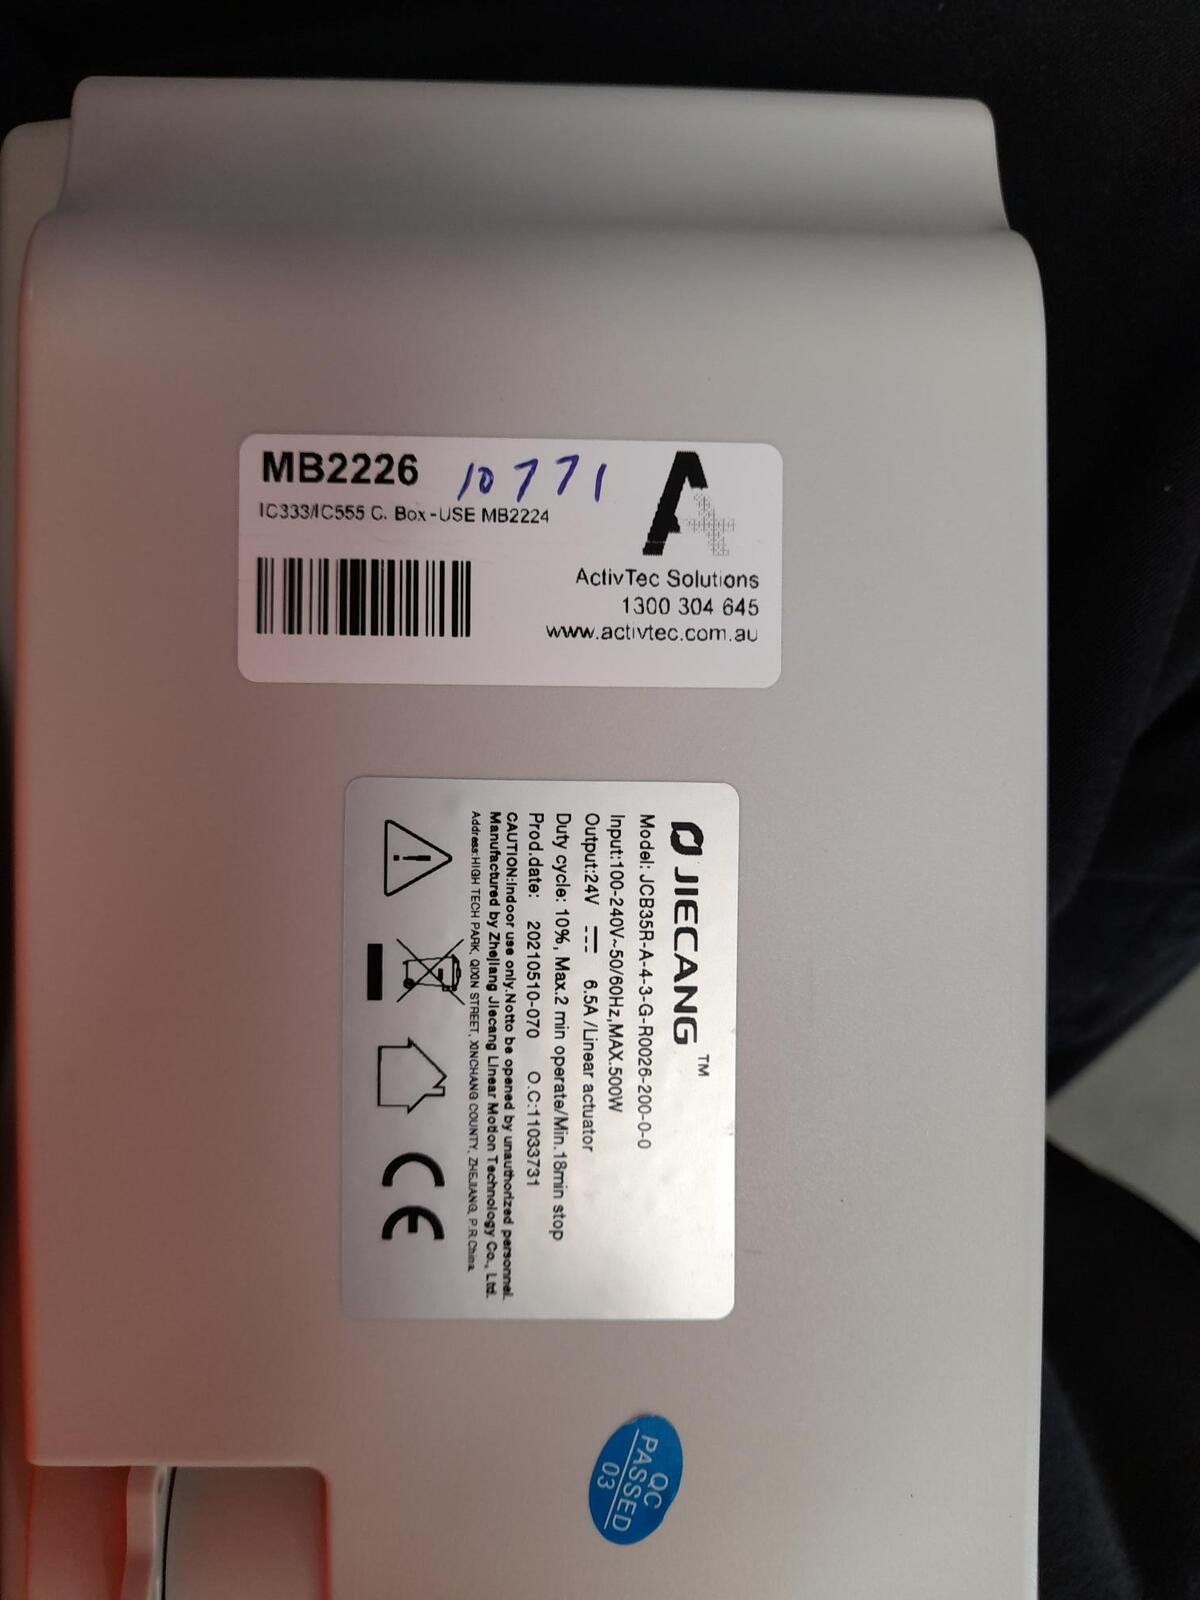 MB2226 10771
IC333/IC555 C. Box -USE MB2224
ActivTec Solutions
1300 304 645
www.activtec.com.au
JIECANG™
Model: JCB35R-A-4-3-G-R0026-200-0-0
Input:100-240V~50/60Hz,MAX.500W
Output:24V ⎓ 6.5A /Linear actuator
Duty cycle: 10%, Max.2 min operate/Min.18min stop
Prod.date: 20210510-070 O.C:11033731
CAUTION:Indoor use only.Notto be opened by unauthorized personnel.
Manufactured by Zhejiang Jiecang Linear Motion Technology Co., Ltd.
Address:HIGH TECH PARK, QIXIN STREET, XINCHANG COUNTY, ZHEJIANG, P.R.China
CE
QC
PASSED
03